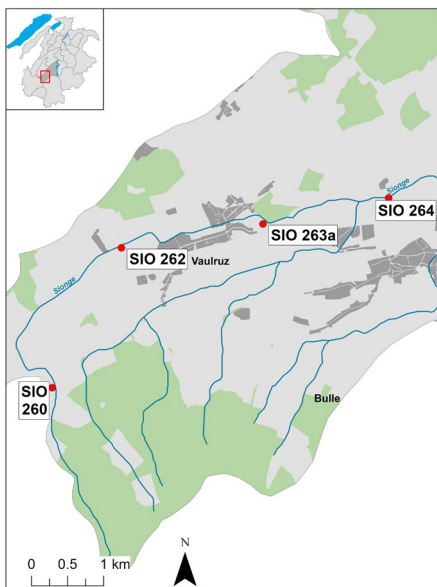 Sionge
SIO 264
SIO 263a
SIO 262
Vaulruz
Sionge
SIO
260
Bulle
0 0.5 1 km
N